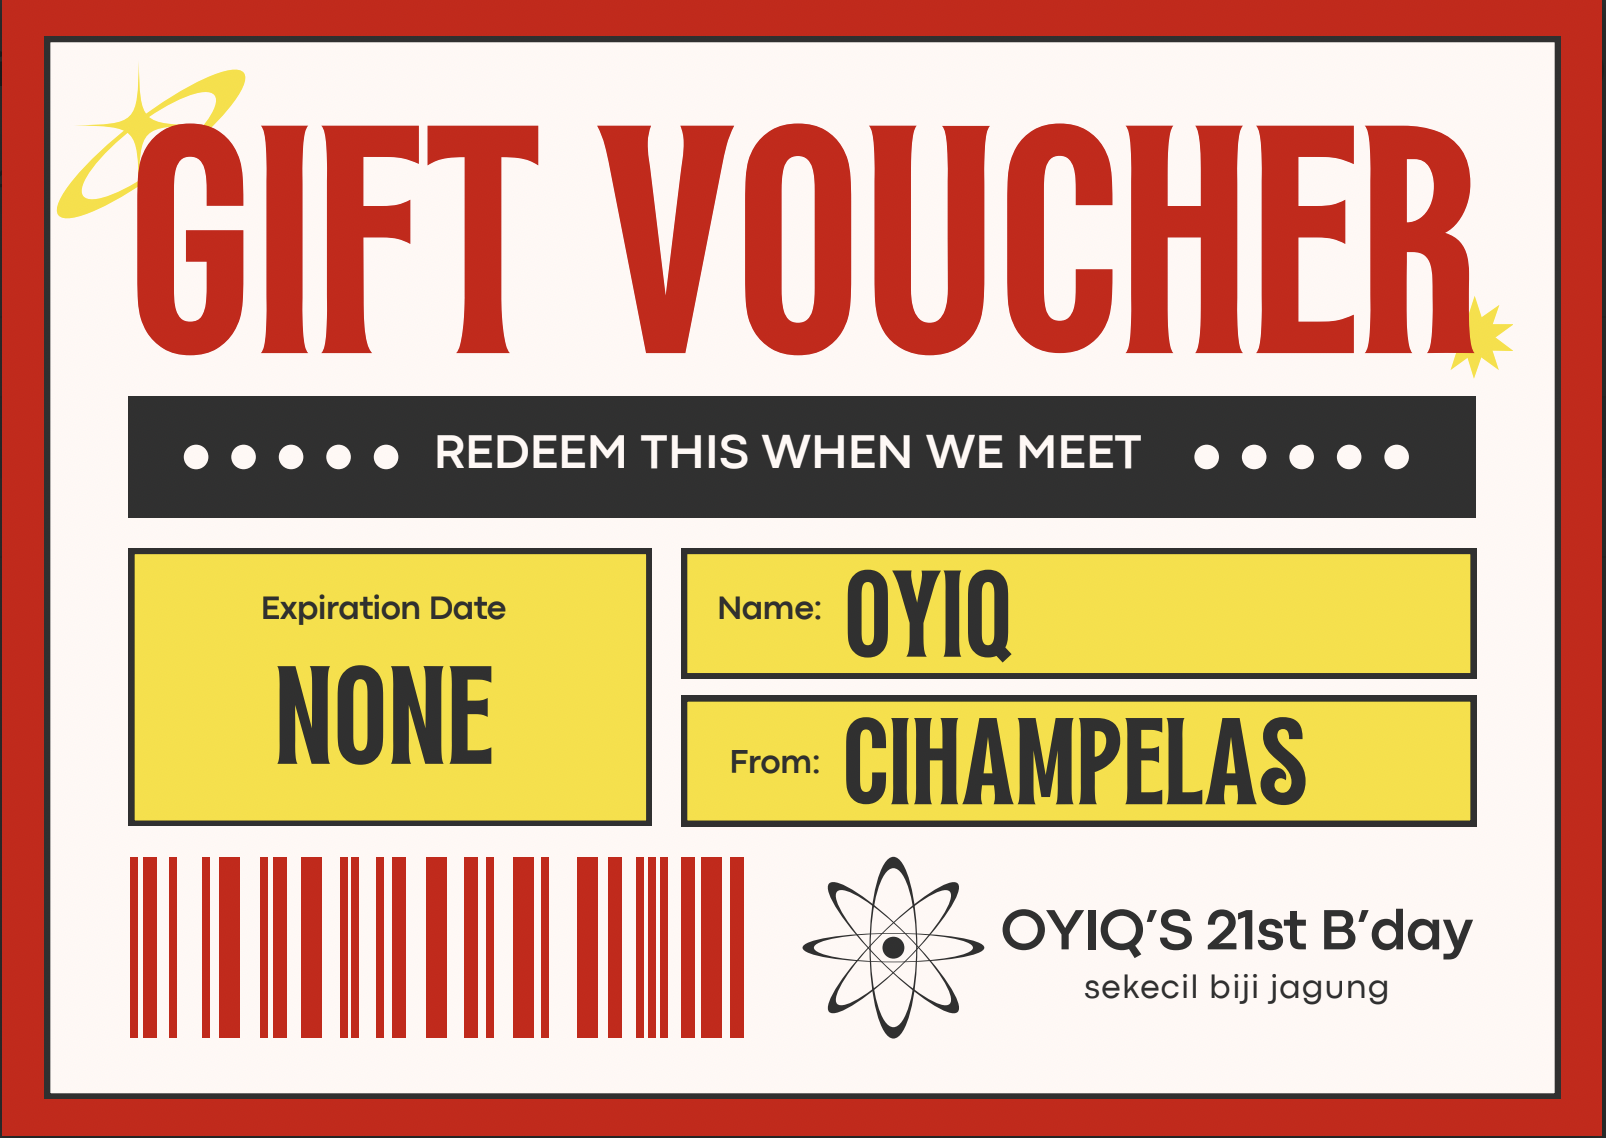 GIFT VOUCHER
REDEEM THIS WHEN WE MEET
Expiration Date
NONE
Name: OYIQ
From: CIHAMPELAS
OYIQ’S 21st B’day
sekecil biji jagung